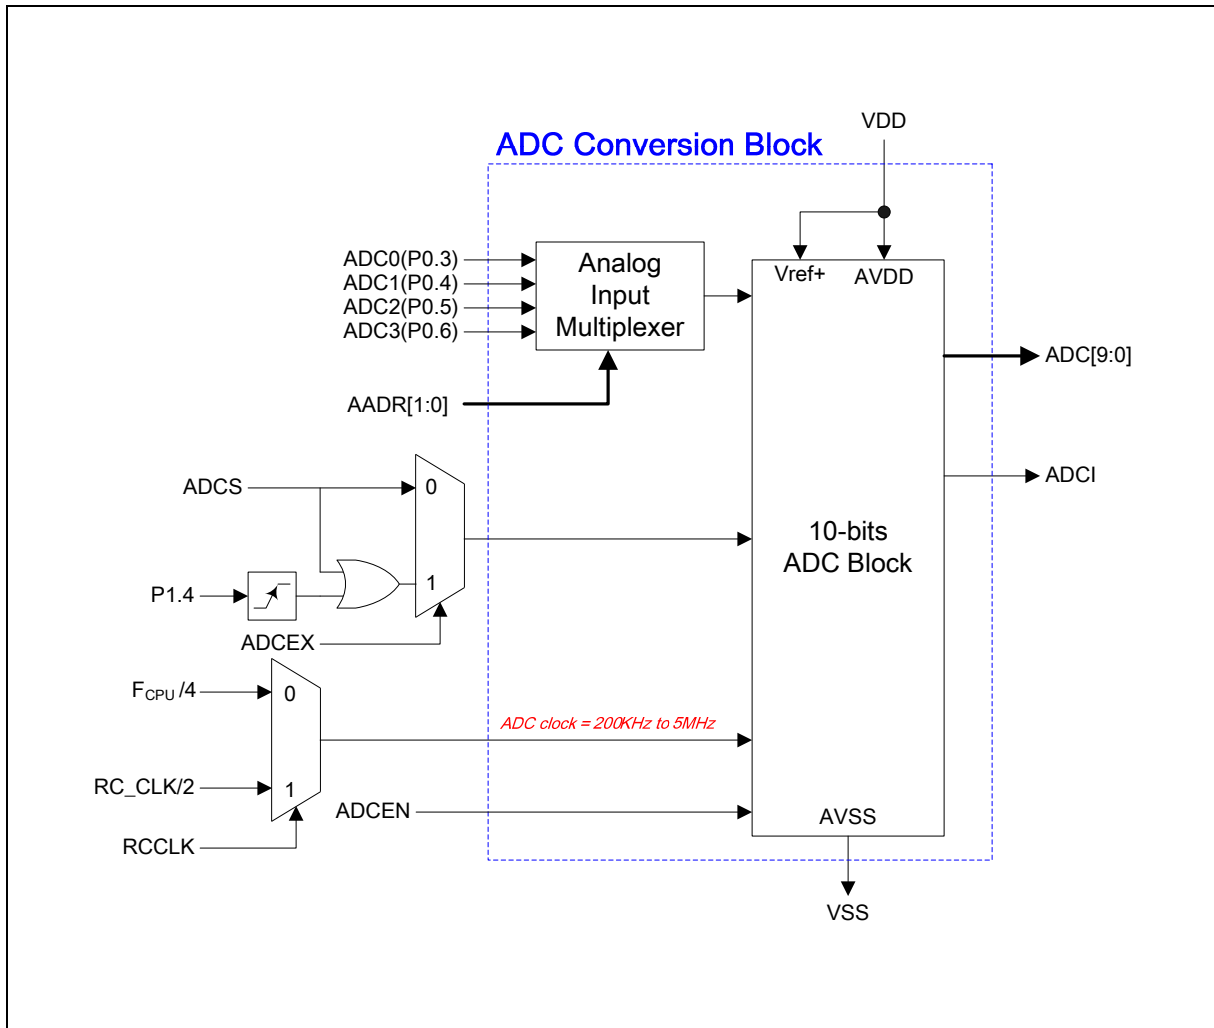 VDD
ADC Conversion Block
ADC0(P0.3)
ADC1(P0.4)
ADC2(P0.5)
ADC3(P0.6)
Analog
Input
Multiplexer
Vref+
AVDD
ADC[9:0]
AADR[1:0]
ADCI
ADCS
0
1
10-bits
ADC Block
P1.4
ADCEX
FCPU /4
0
ADC clock = 200KHz to 5MHz
RC_CLK/2
1
ADCEN
AVSS
RCCLK
VSS